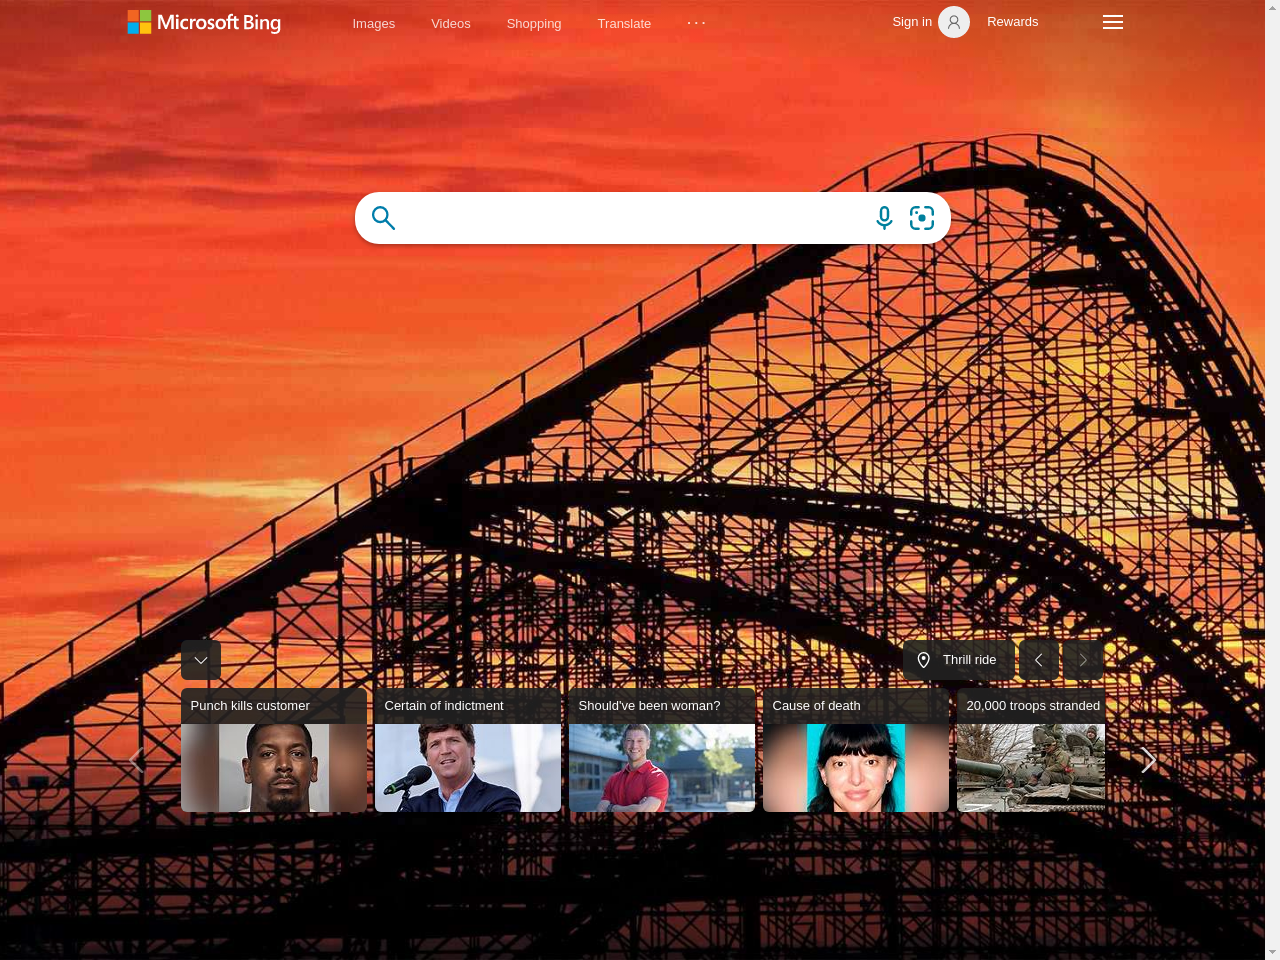 Microsoft Bing
Images
Videos
Shopping
Translate
Sign in
Rewards
Thrill ride
Punch kills customer
Certain of indictment
Should've been woman?
Cause of death
20,000 troops stranded